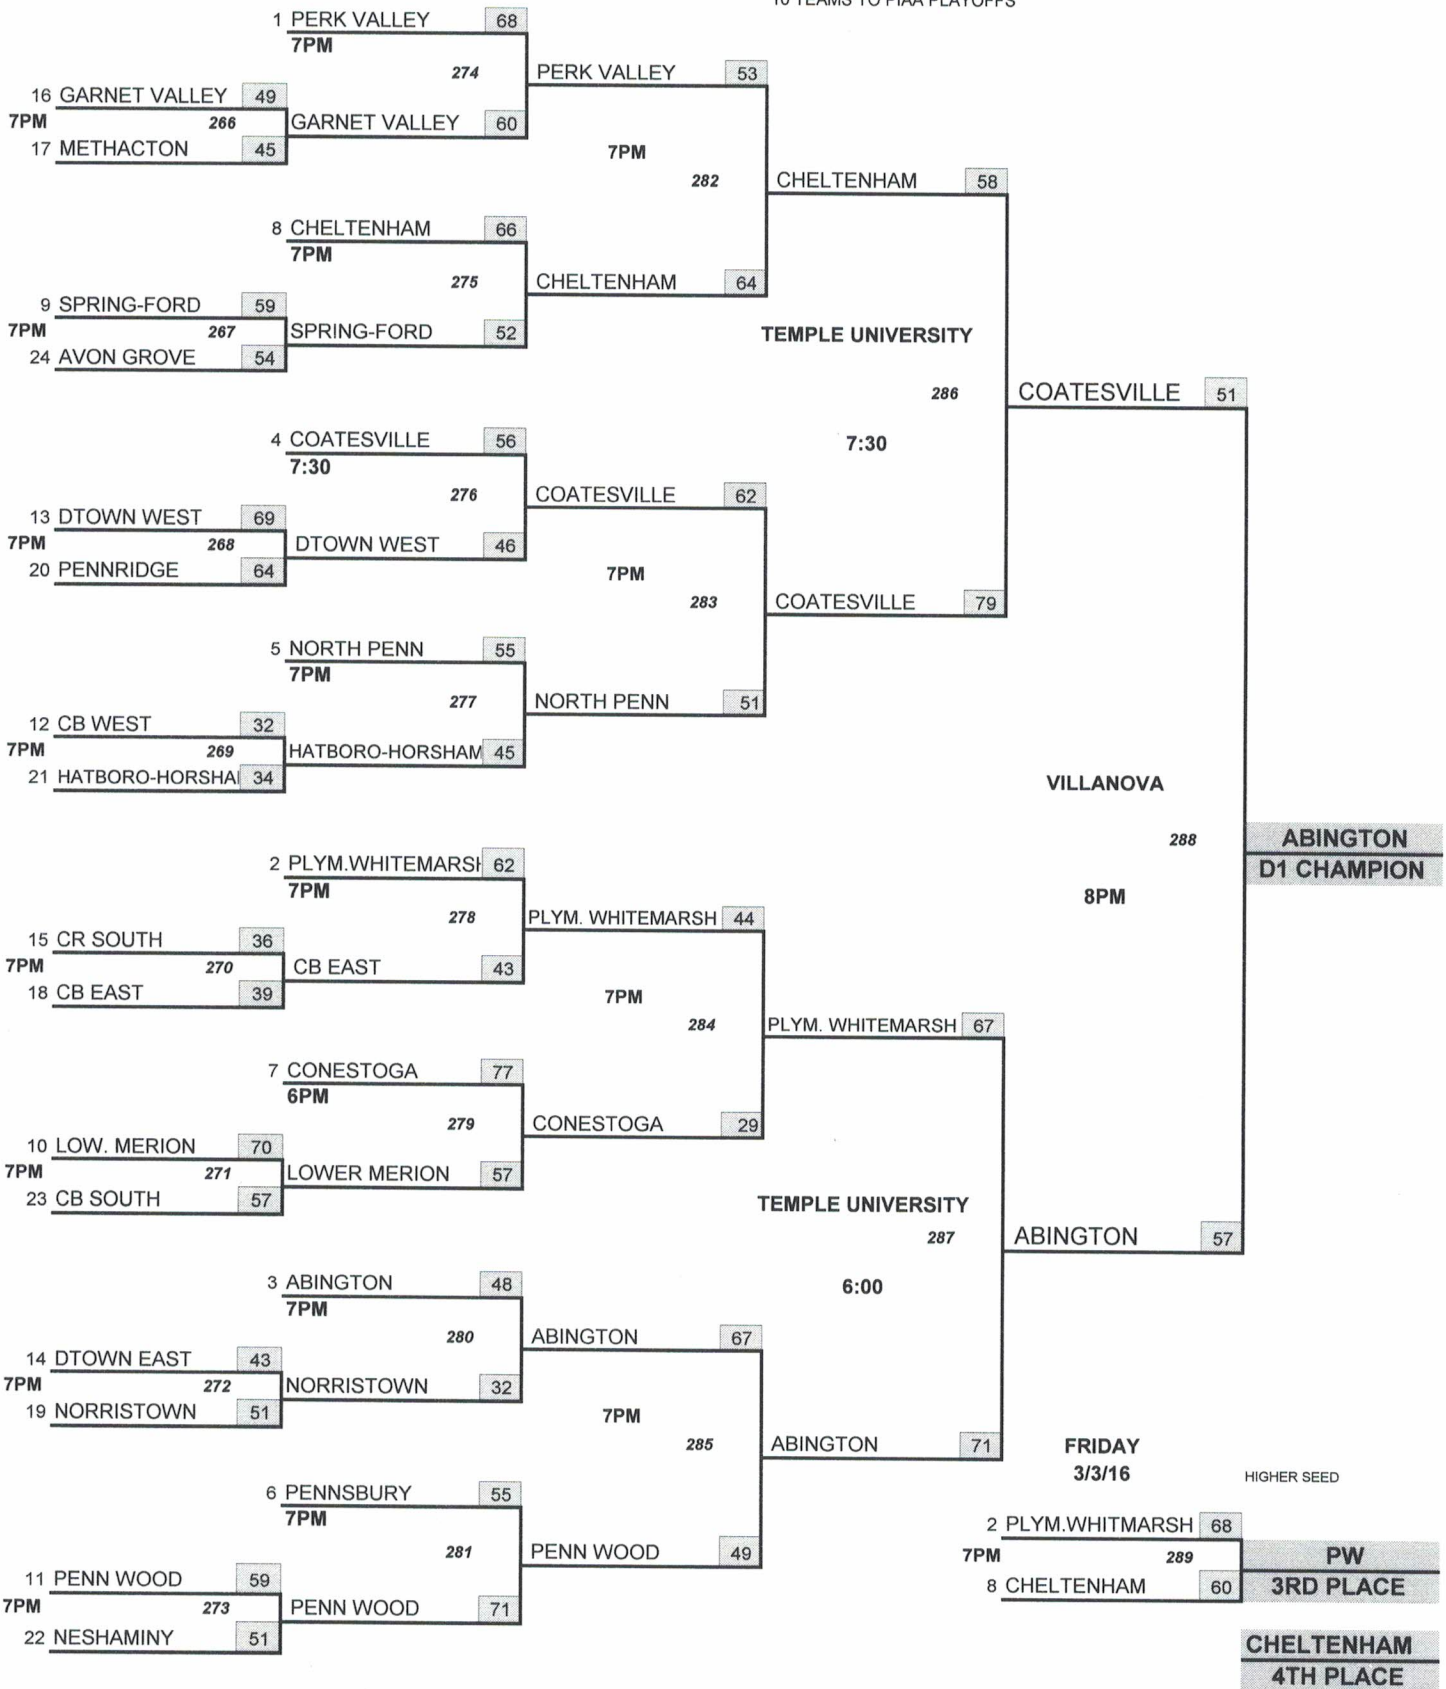 10 TEAMS TO PIAA PLAYOFFS
1 PERK VALLEY 68
7PM
274
PERK VALLEY 53
16 GARNET VALLEY 49
7PM 266
GARNET VALLEY 60
17 METHACTON 45
7PM
282
CHELTENHAM 58
8 CHELTENHAM 66
7PM
275
CHELTENHAM 64
9 SPRING-FORD 59
7PM 267
SPRING-FORD 52
24 AVON GROVE 54
TEMPLE UNIVERSITY
286
7:30
COATESVILLE 51
4 COATESVILLE 56
7:30
276
COATESVILLE 62
13 DTOWN WEST 69
7PM 268
DTOWN WEST 46
20 PENNRIDGE 64
7PM
283
COATESVILLE 79
5 NORTH PENN 55
7PM
277
NORTH PENN 51
12 CB WEST 32
7PM 269
HATBORO-HORSHAM 45
21 HATBORO-HORSHA 34
VILLANOVA
288
8PM
ABINGTON
D1 CHAMPION
2 PLYM.WHITEMARSH 62
7PM
278
PLYM. WHITEMARSH 44
15 CR SOUTH 36
7PM 270
CB EAST 43
18 CB EAST 39
7PM
284
PLYM. WHITEMARSH 67
7 CONESTOGA 77
6PM
279
CONESTOGA 29
10 LOW. MERION 70
7PM 271
LOWER MERION 57
23 CB SOUTH 57
TEMPLE UNIVERSITY
287
6:00
ABINGTON 57
3 ABINGTON 48
7PM
280
ABINGTON 67
14 DTOWN EAST 43
7PM 272
NORRISTOWN 32
19 NORRISTOWN 51
7PM
285
ABINGTON 71
6 PENNSBURY 55
7PM
281
PENN WOOD 49
11 PENN WOOD 59
7PM 273
PENN WOOD 71
22 NESHAMINY 51
FRIDAY
3/3/16
HIGHER SEED
2 PLYM.WHITMARSH 68
7PM 289
8 CHELTENHAM 60
PW
3RD PLACE
CHELTENHAM
4TH PLACE